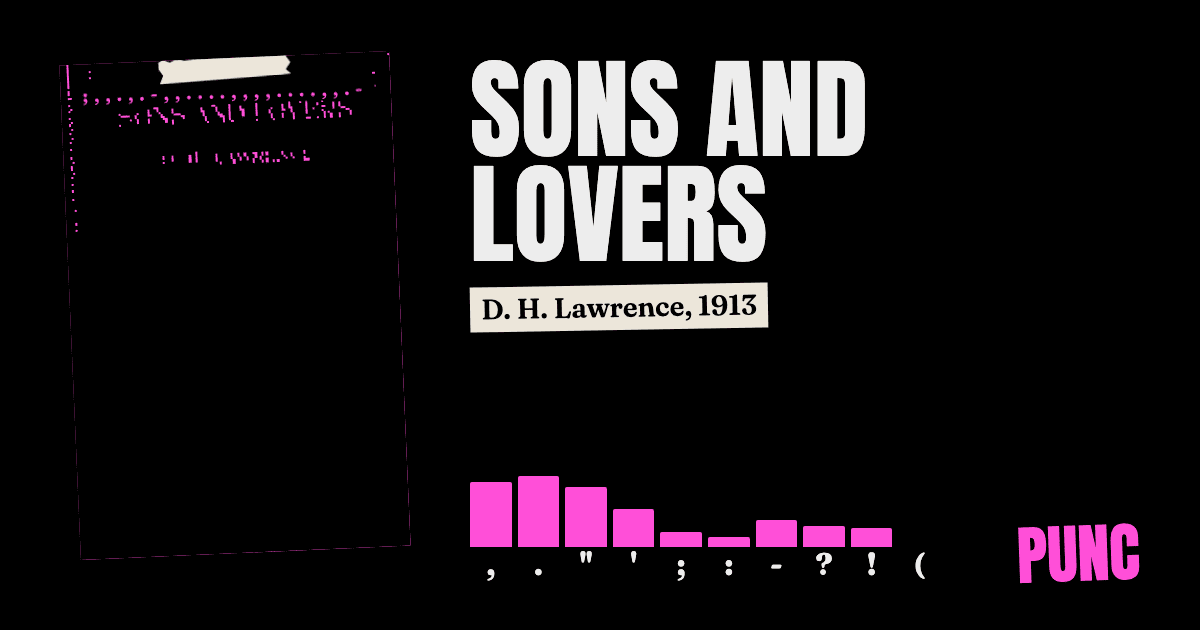 SONS AND
LOVERS
D. H. Lawrence, 1913
, . " ' ; : - ? ! (
PUNC